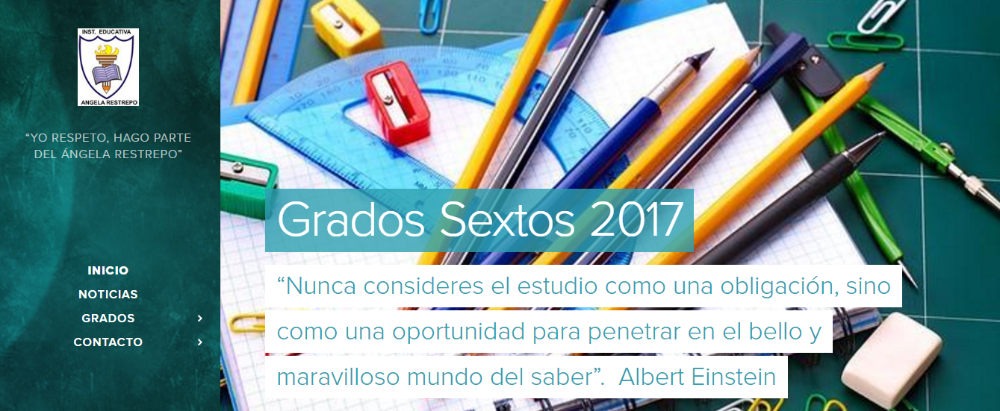 INST. EDUCATIVA
ANGELA RESTREPO
“YO RESPETO, HAGO PARTE
DEL ÁNGELA RESTREPO”
INICIO
NOTICIAS
GRADOS
CONTACTO
Grados Sextos 2017
“Nunca consideres el estudio como una obligación, sino
como una oportunidad para penetrar en el bello y
maravilloso mundo del saber”.  Albert Einstein